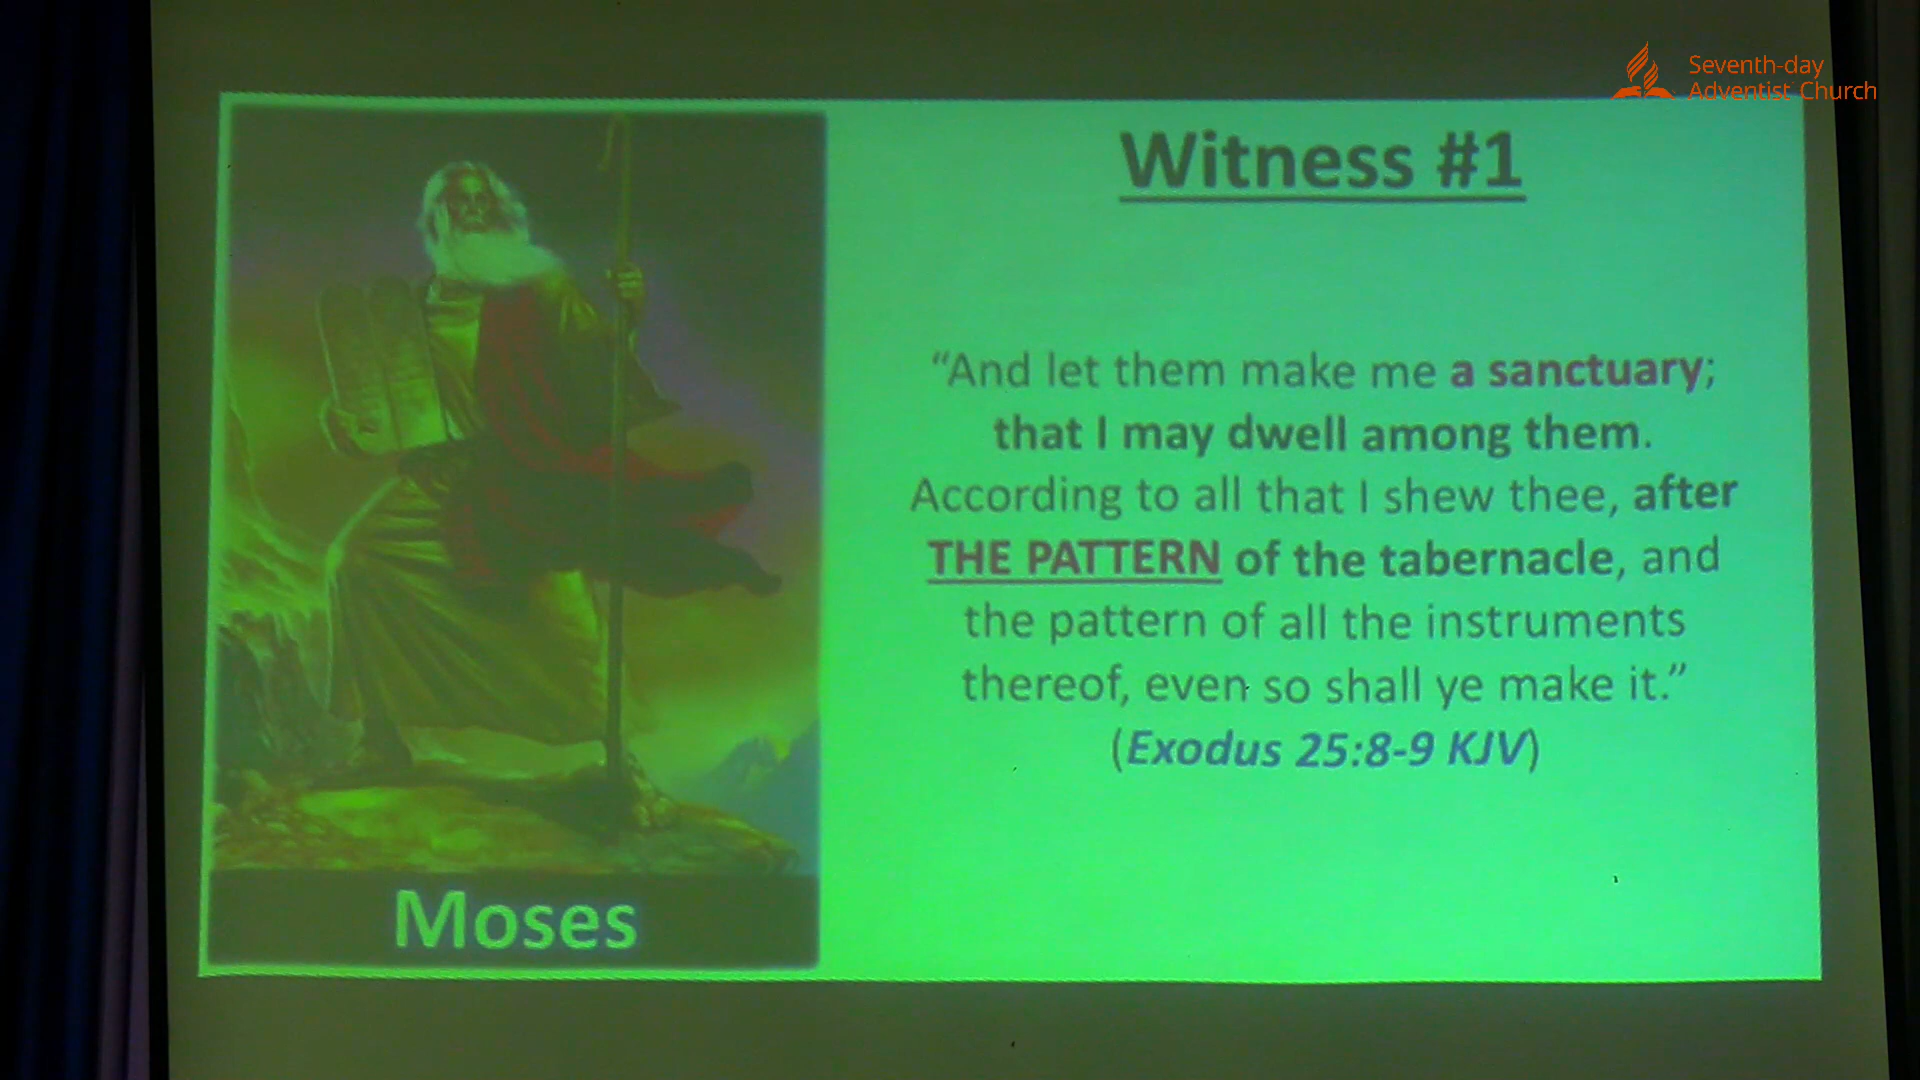 Seventh-day
Adventist Church
Witness #1
“And let them make me a sanctuary;
that I may dwell among them.
According to all that I shew thee, after
THE PATTERN of the tabernacle, and
the pattern of all the instruments
thereof, even so shall ye make it.”
(Exodus 25:8-9 KJV)
Moses